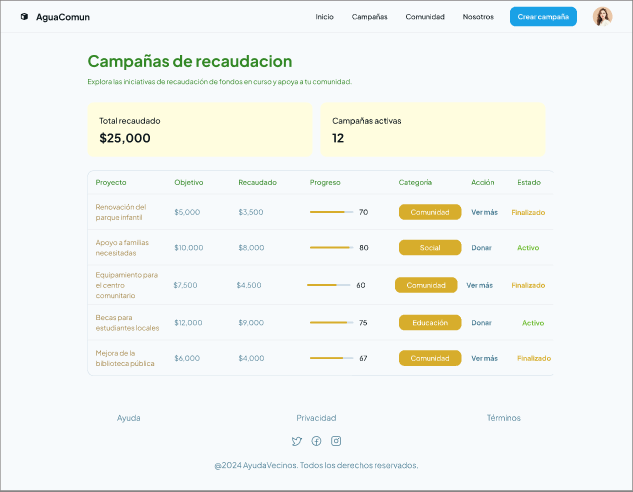 AguaComun
Inicio Campañas Comunidad Nosotros Crear campaña
Campañas de recaudacion
Explora las iniciativas de recaudación de fondos en curso y apoya a tu comunidad.
Total recaudado
$25,000
Campañas activas
12
Proyecto Objetivo Recaudado Progreso Categoría Acción Estado
Renovación del
parque infantil
$5,000 $3,500 70 Comunidad Ver más Finalizado
Apoyo a familias
necesitadas
$10,000 $8,000 80 Social Donar Activo
Equipamiento para
el centro
comunitario
$7,500 $4,500 60 Comunidad Ver más Finalizado
Becas para
estudiantes locales
$12,000 $9,000 75 Educación Donar Activo
Mejora de la
biblioteca pública
$6,000 $4,000 67 Comunidad Ver más Finalizado
Ayuda Privacidad Términos
@2024 AyudaVecinos. Todos los derechos reservados.